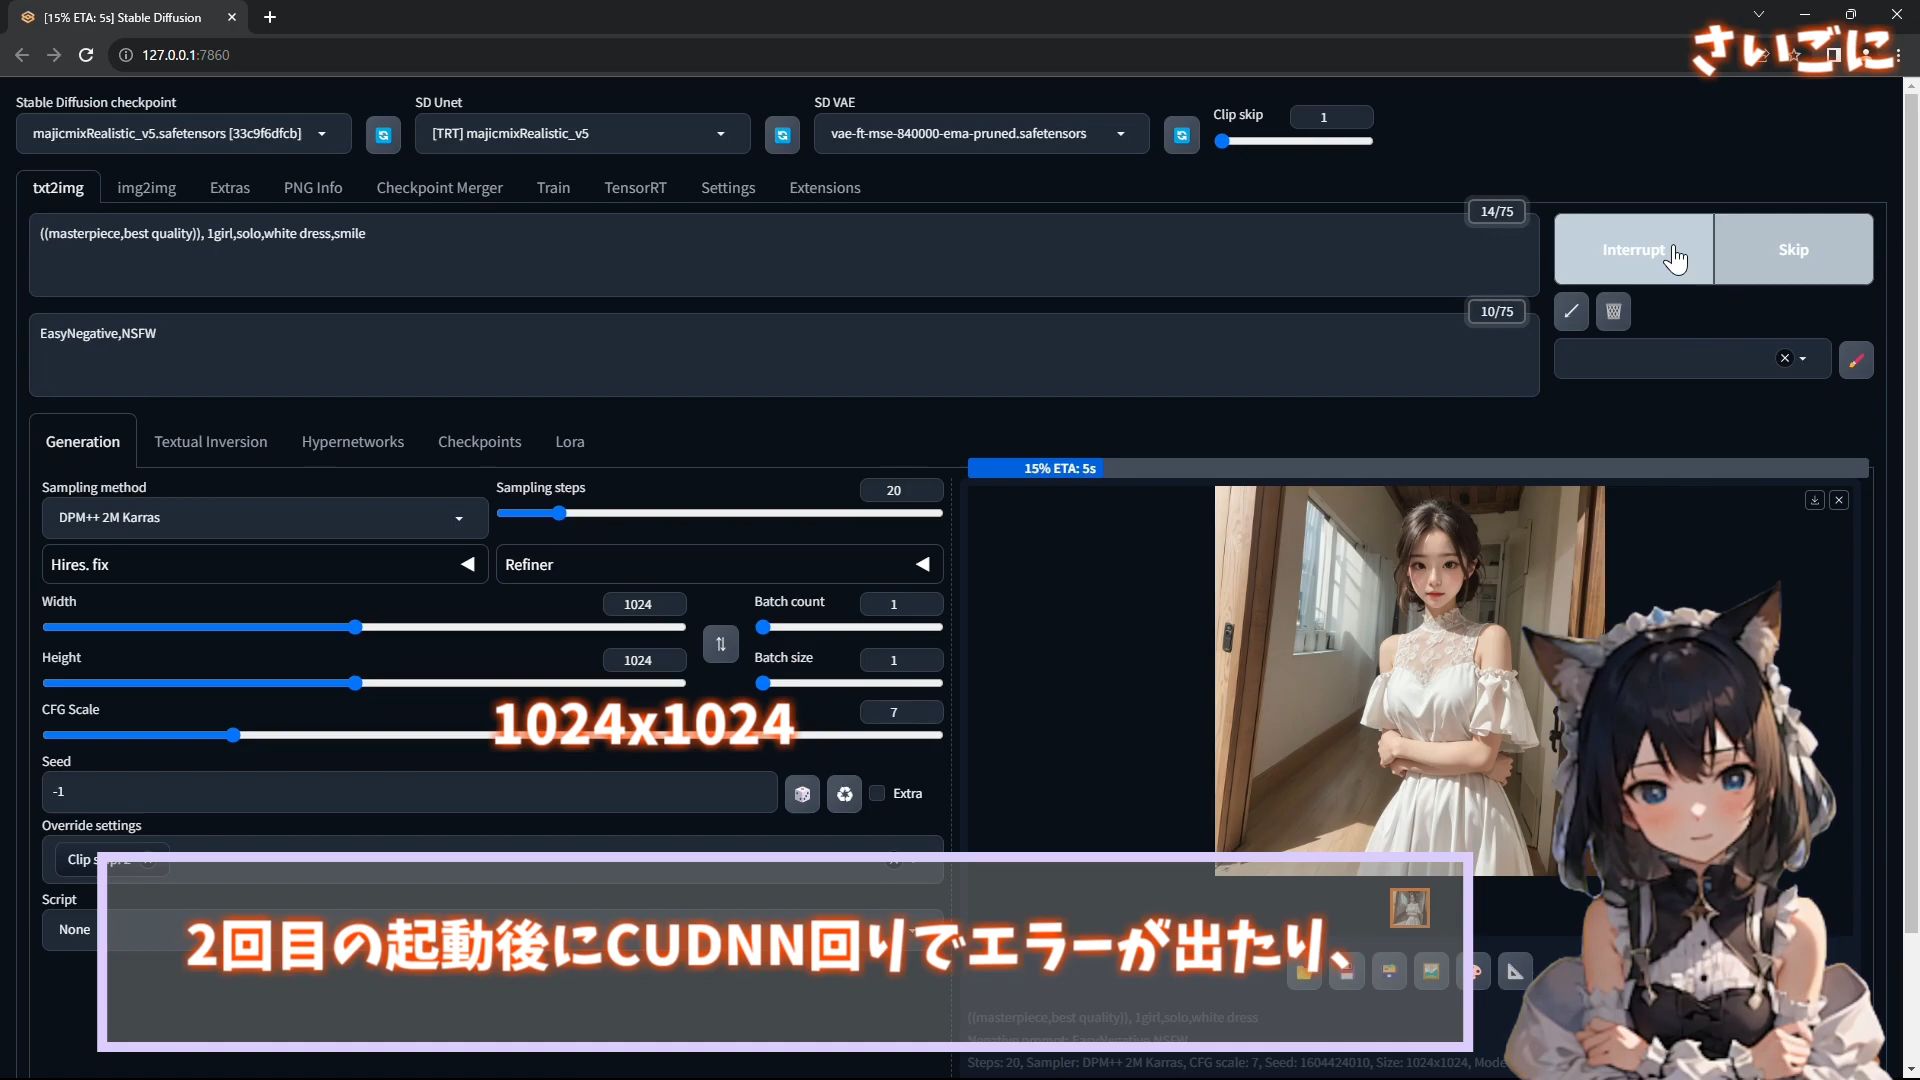 [15% ETA: 5s] Stable Diffusion
127.0.0.1:7860
さいごに
Stable Diffusion checkpoint
majicmixRealistic_v5.safetensors [33c9f6dfcb]
SD Unet
[TRT] majicmixRealistic_v5
SD VAE
vae-ft-mse-840000-ema-pruned.safetensors
Clip skip
1
txt2img
img2img
Extras
PNG Info
Checkpoint Merger
Train
TensorRT
Settings
Extensions
14/75
((masterpiece,best quality)), 1girl,solo,white dress,smile
Interrupt
Skip
10/75
EasyNegative,NSFW
Generation
Textual Inversion
Hypernetworks
Checkpoints
Lora
15% ETA: 5s
Sampling method
DPM++ 2M Karras
Sampling steps
20
Hires. fix
Refiner
Width
1024
Batch count
1
Height
1024
Batch size
1
CFG Scale
7
1024x1024
Seed
-1
Extra
Override settings
Script
None
2回目の起動後にCUDNN回りでエラーが出たり、
((masterpiece,best quality)), 1girl,solo,white dress
Negative prompt: EasyNegative,NSFW
Steps: 20, Sampler: DPM++ 2M Karras, CFG scale: 7, Seed: 1604424010, Size: 1024x1024, Mode